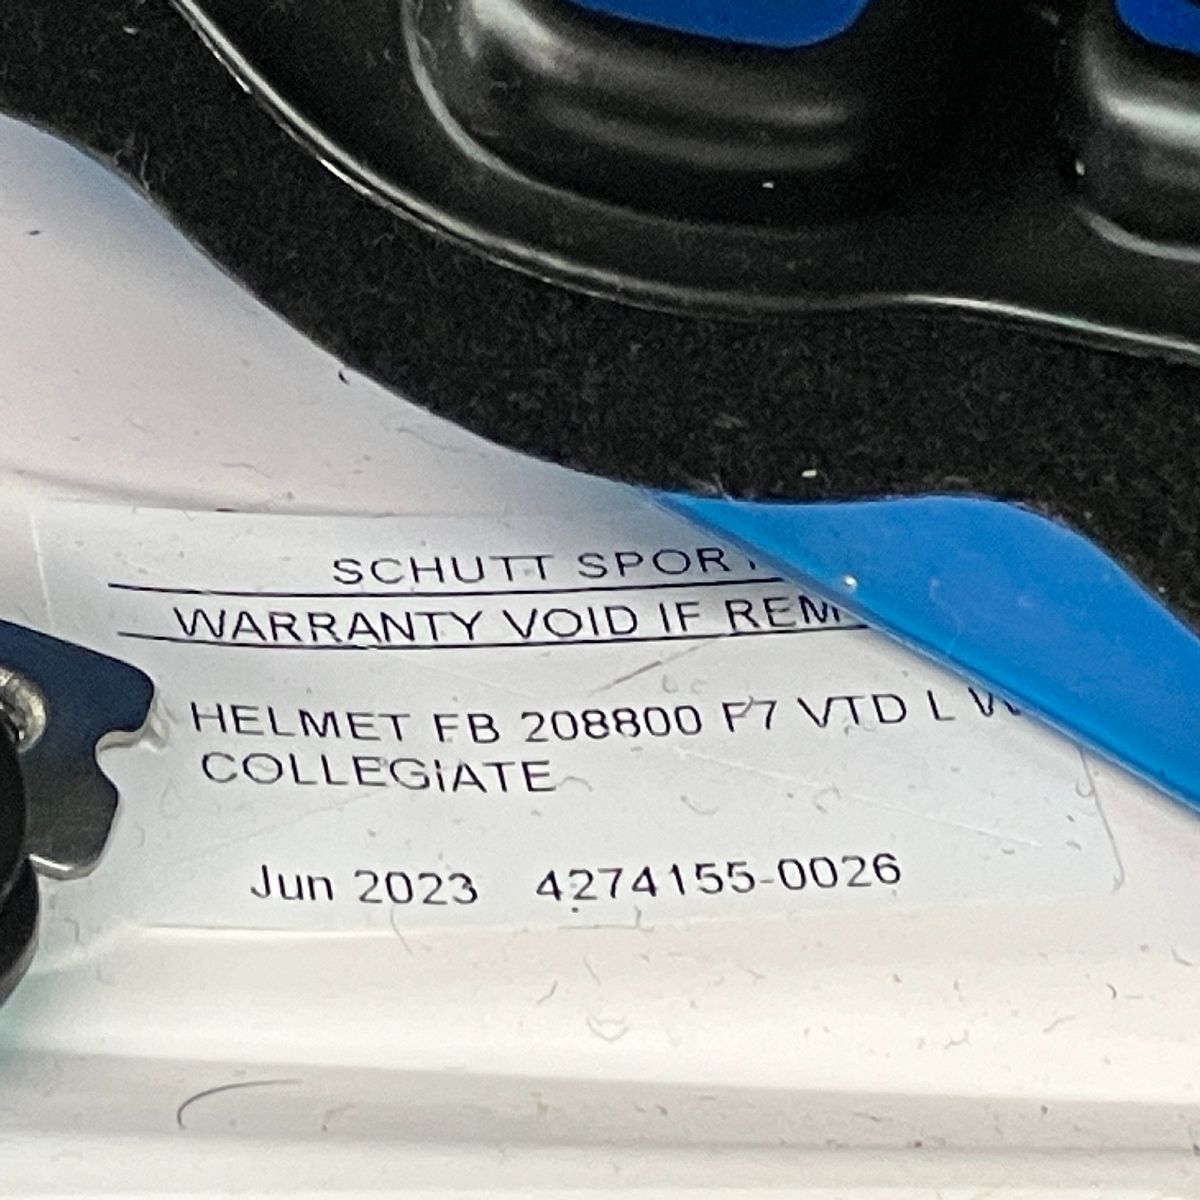 SCHUTT SPOR
WARRANTY VOID IF REM
HELMET FB 208800 F7 VTD L W
COLLEGiATE
Jun 2023 4274155-0026